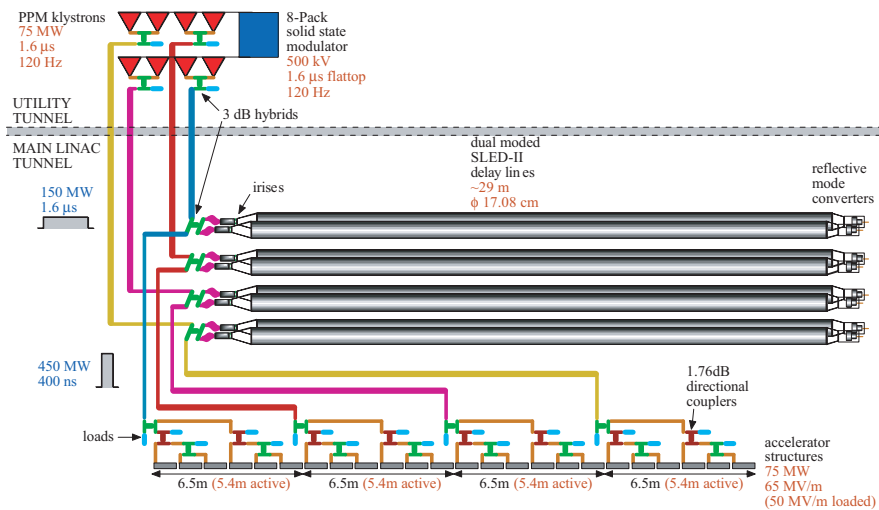 PPM klystrons
75 MW
1.6 μs
120 Hz
8-Pack
solid state
modulator
500 kV
1.6 μs flattop
120 Hz
UTILITY
TUNNEL
3 dB hybrids
MAIN LINAC
TUNNEL
dual moded
SLED-II
delay lines
~29 m
ϕ 17.08 cm
reflective
mode
converters
150 MW
1.6 μs
irises
450 MW
400 ns
1.76dB
directional
couplers
loads
accelerator
structures
75 MW
65 MV/m
(50 MV/m loaded)
6.5m (5.4m active)
6.5m (5.4m active)
6.5m (5.4m active)
6.5m (5.4m active)